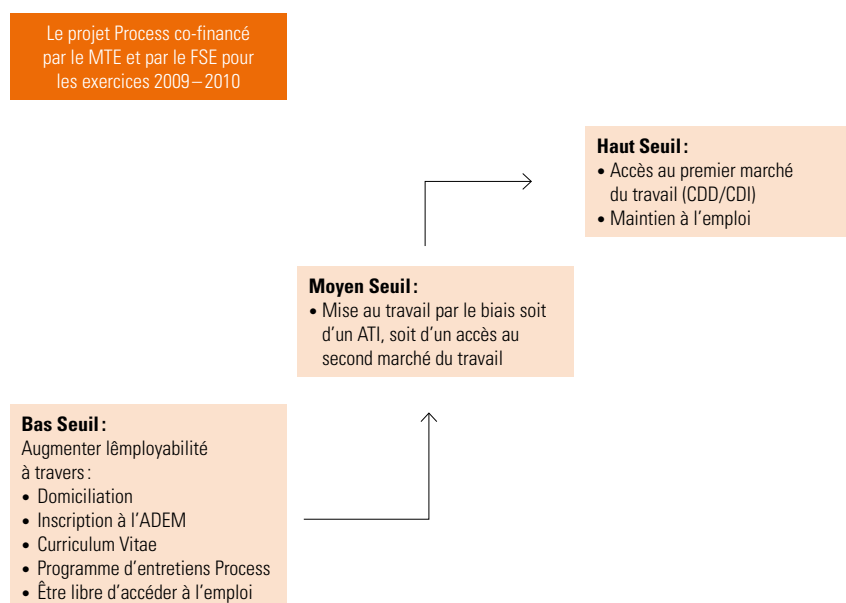 Le projet Process co-financé
par le MTE et par le FSE pour
les exercices 2009–2010
Haut Seuil :
• Accès au premier marché
du travail (CDD/CDI)
• Maintien à l'emploi
Moyen Seuil :
• Mise au travail par le biais soit
d'un ATI, soit d'un accès au
second marché du travail
Bas Seuil :
Augmenter lêmployabilité
à travers :
• Domiciliation
• Inscription à l'ADEM
• Curriculum Vitae
• Programme d'entretiens Process
• Être libre d'accéder à l'emploi